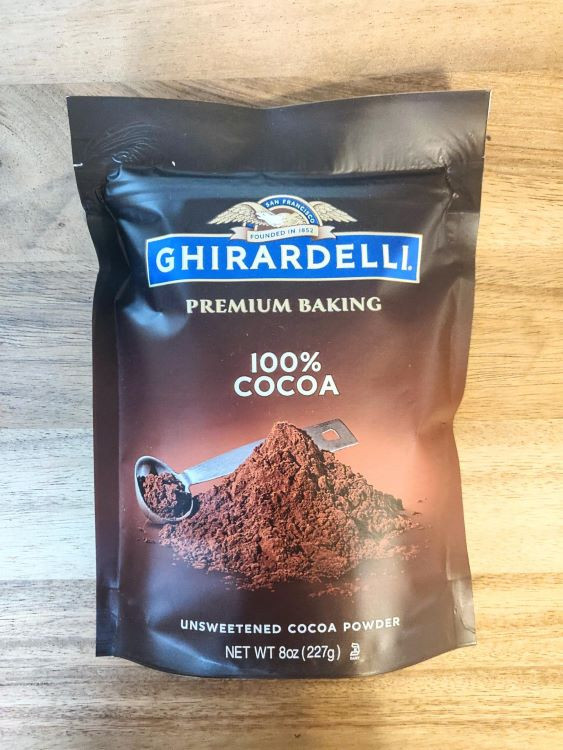 SAN FRANCISCO
FOUNDED IN 1852
GHIRARDELLI®
PREMIUM BAKING
100%
COCOA
UNSWEETENED COCOA POWDER
NET WT 8oz (227g)